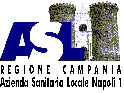 ASL
REGIONE CAMPANIA
Azienda Sanitaria Locale Napoli 1